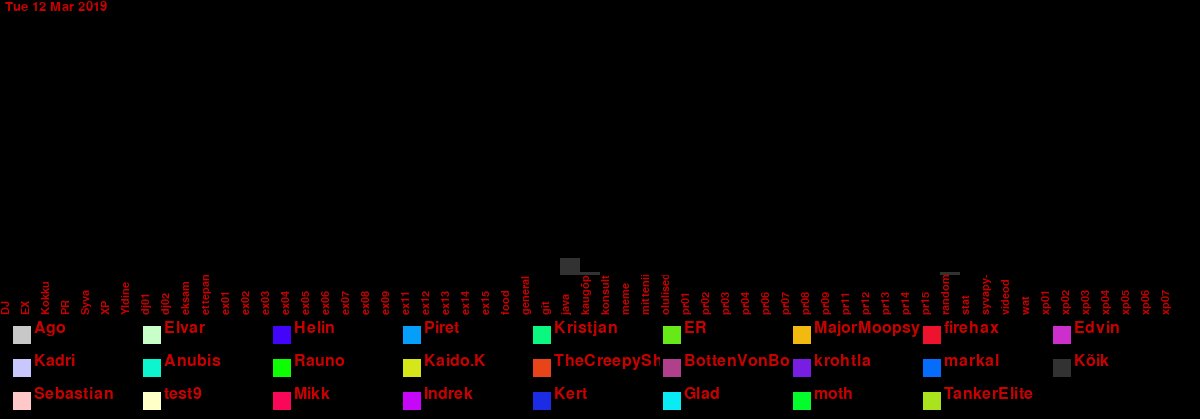 Tue 12 Mar 2019
DJ EX Kokku PR Syva XP Yldine dj01 dj02 eksam ettepan ex01 ex02 ex03 ex04 ex05 ex06 ex07 ex08 ex09 ex11 ex12 ex13 ex14 ex15 food general git java kaugõp konsult meme mittenii olulised pr01 pr02 pr03 pr04 pr06 pr07 pr08 pr09 pr11 pr12 pr13 pr14 pr15 random stat syvapy- videod wat xp01 xp02 xp03 xp04 xp05 xp06 xp07
Ago Elvar Helin Piret Kristjan ER MajorMoopsy firehax Edvin
Kadri Anubis Rauno Kaido.K TheCreepySh BottenVonBo krohtla markal Kõik
Sebastian test9 Mikk Indrek Kert Glad moth TankerElite